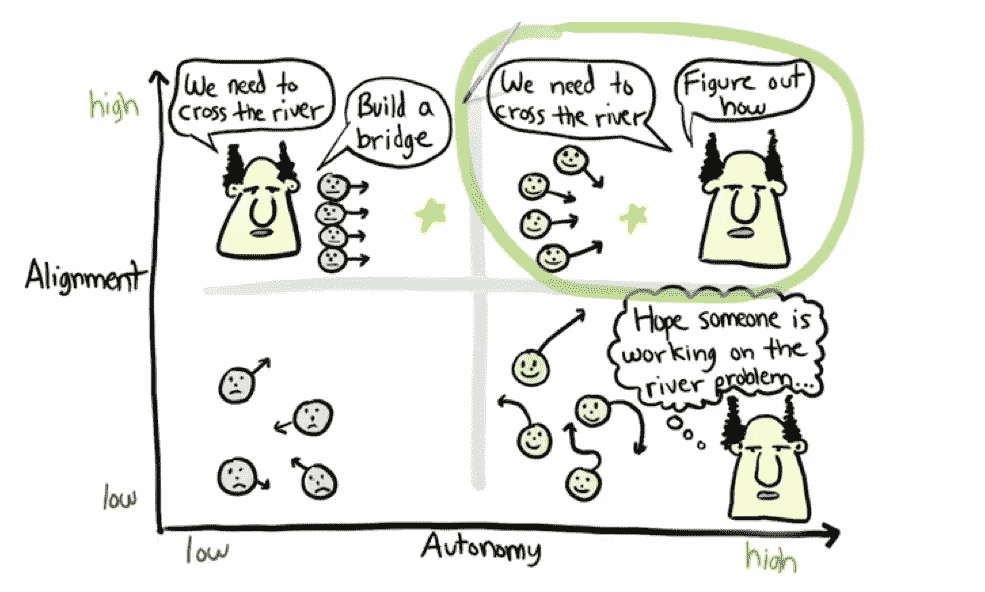 high
We need to
cross the river
Build a
bridge
We need to
cross the river
Figure out
how
Alignment
Hope someone is
working on the
river problem...
low
low
Autonomy
high